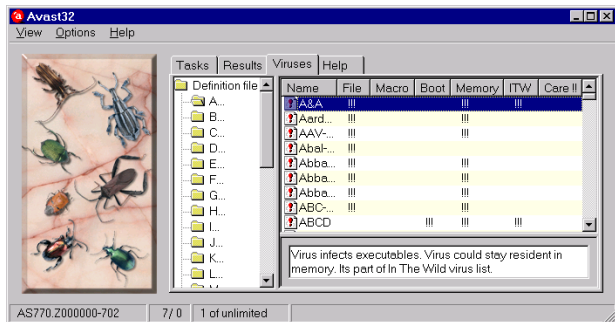 Avast32
View Options Help
Tasks Results Viruses Help
Definition file
A...
B...
C...
D...
E...
F...
G...
H...
I...
J...
K...
L...
Name File Macro Boot Memory ITW Care !!
A&A !!! !!! !!!
Aard... !!! !!!
AAV-... !!! !!!
Abal-... !!!
Abba... !!! !!!
Abba... !!! !!!
Abba... !!! !!!
ABC-... !!! !!!
ABCD !!! !!! !!!
Virus infects executables. Virus could stay resident in
memory. Its part of In The Wild virus list.
AS770.Z000000-702 7/ 0 1 of unlimited